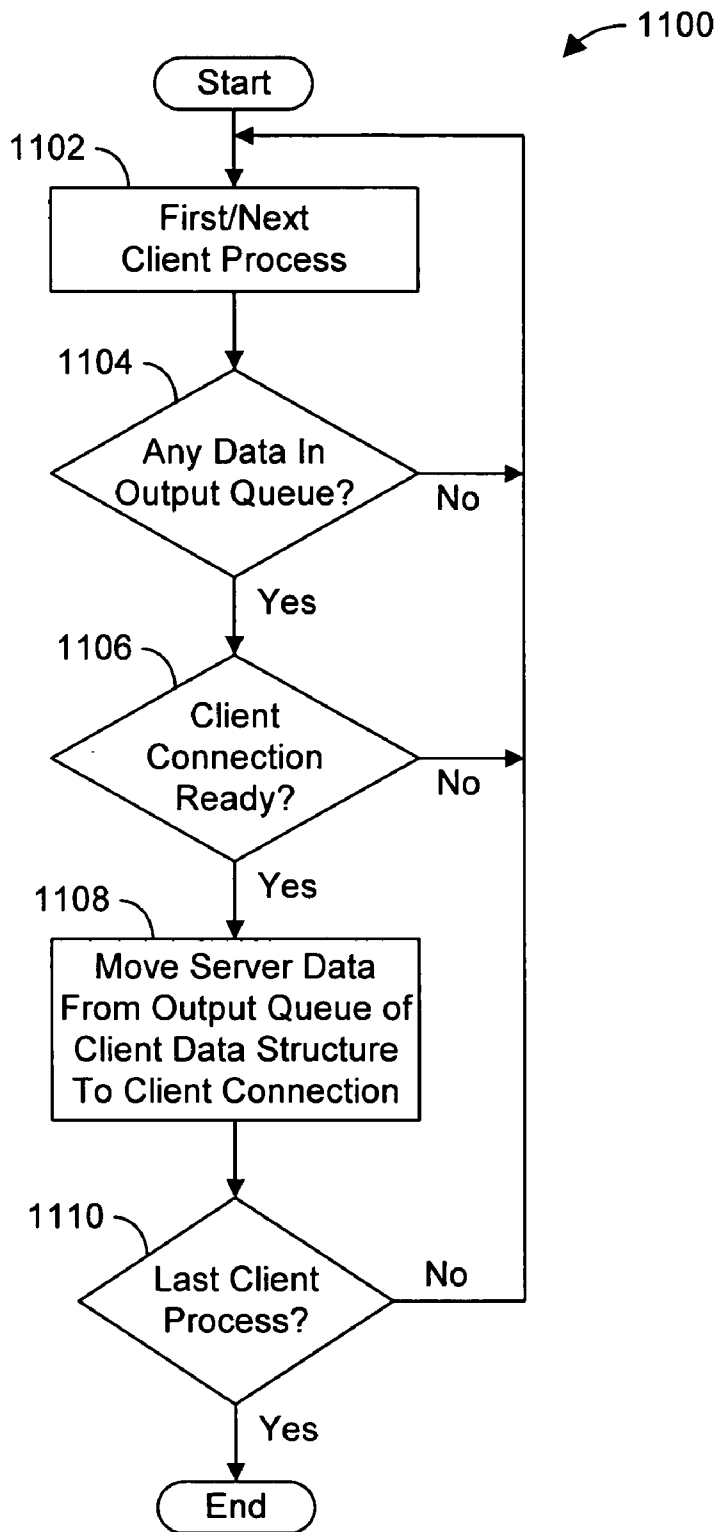 1100
Start
1102
First/Next
Client Process
1104
Any Data In
Output Queue?
No
Yes
1106
Client
Connection
Ready?
No
Yes
1108
Move Server Data
From Output Queue of
Client Data Structure
To Client Connection
1110
Last Client
Process?
No
Yes
End